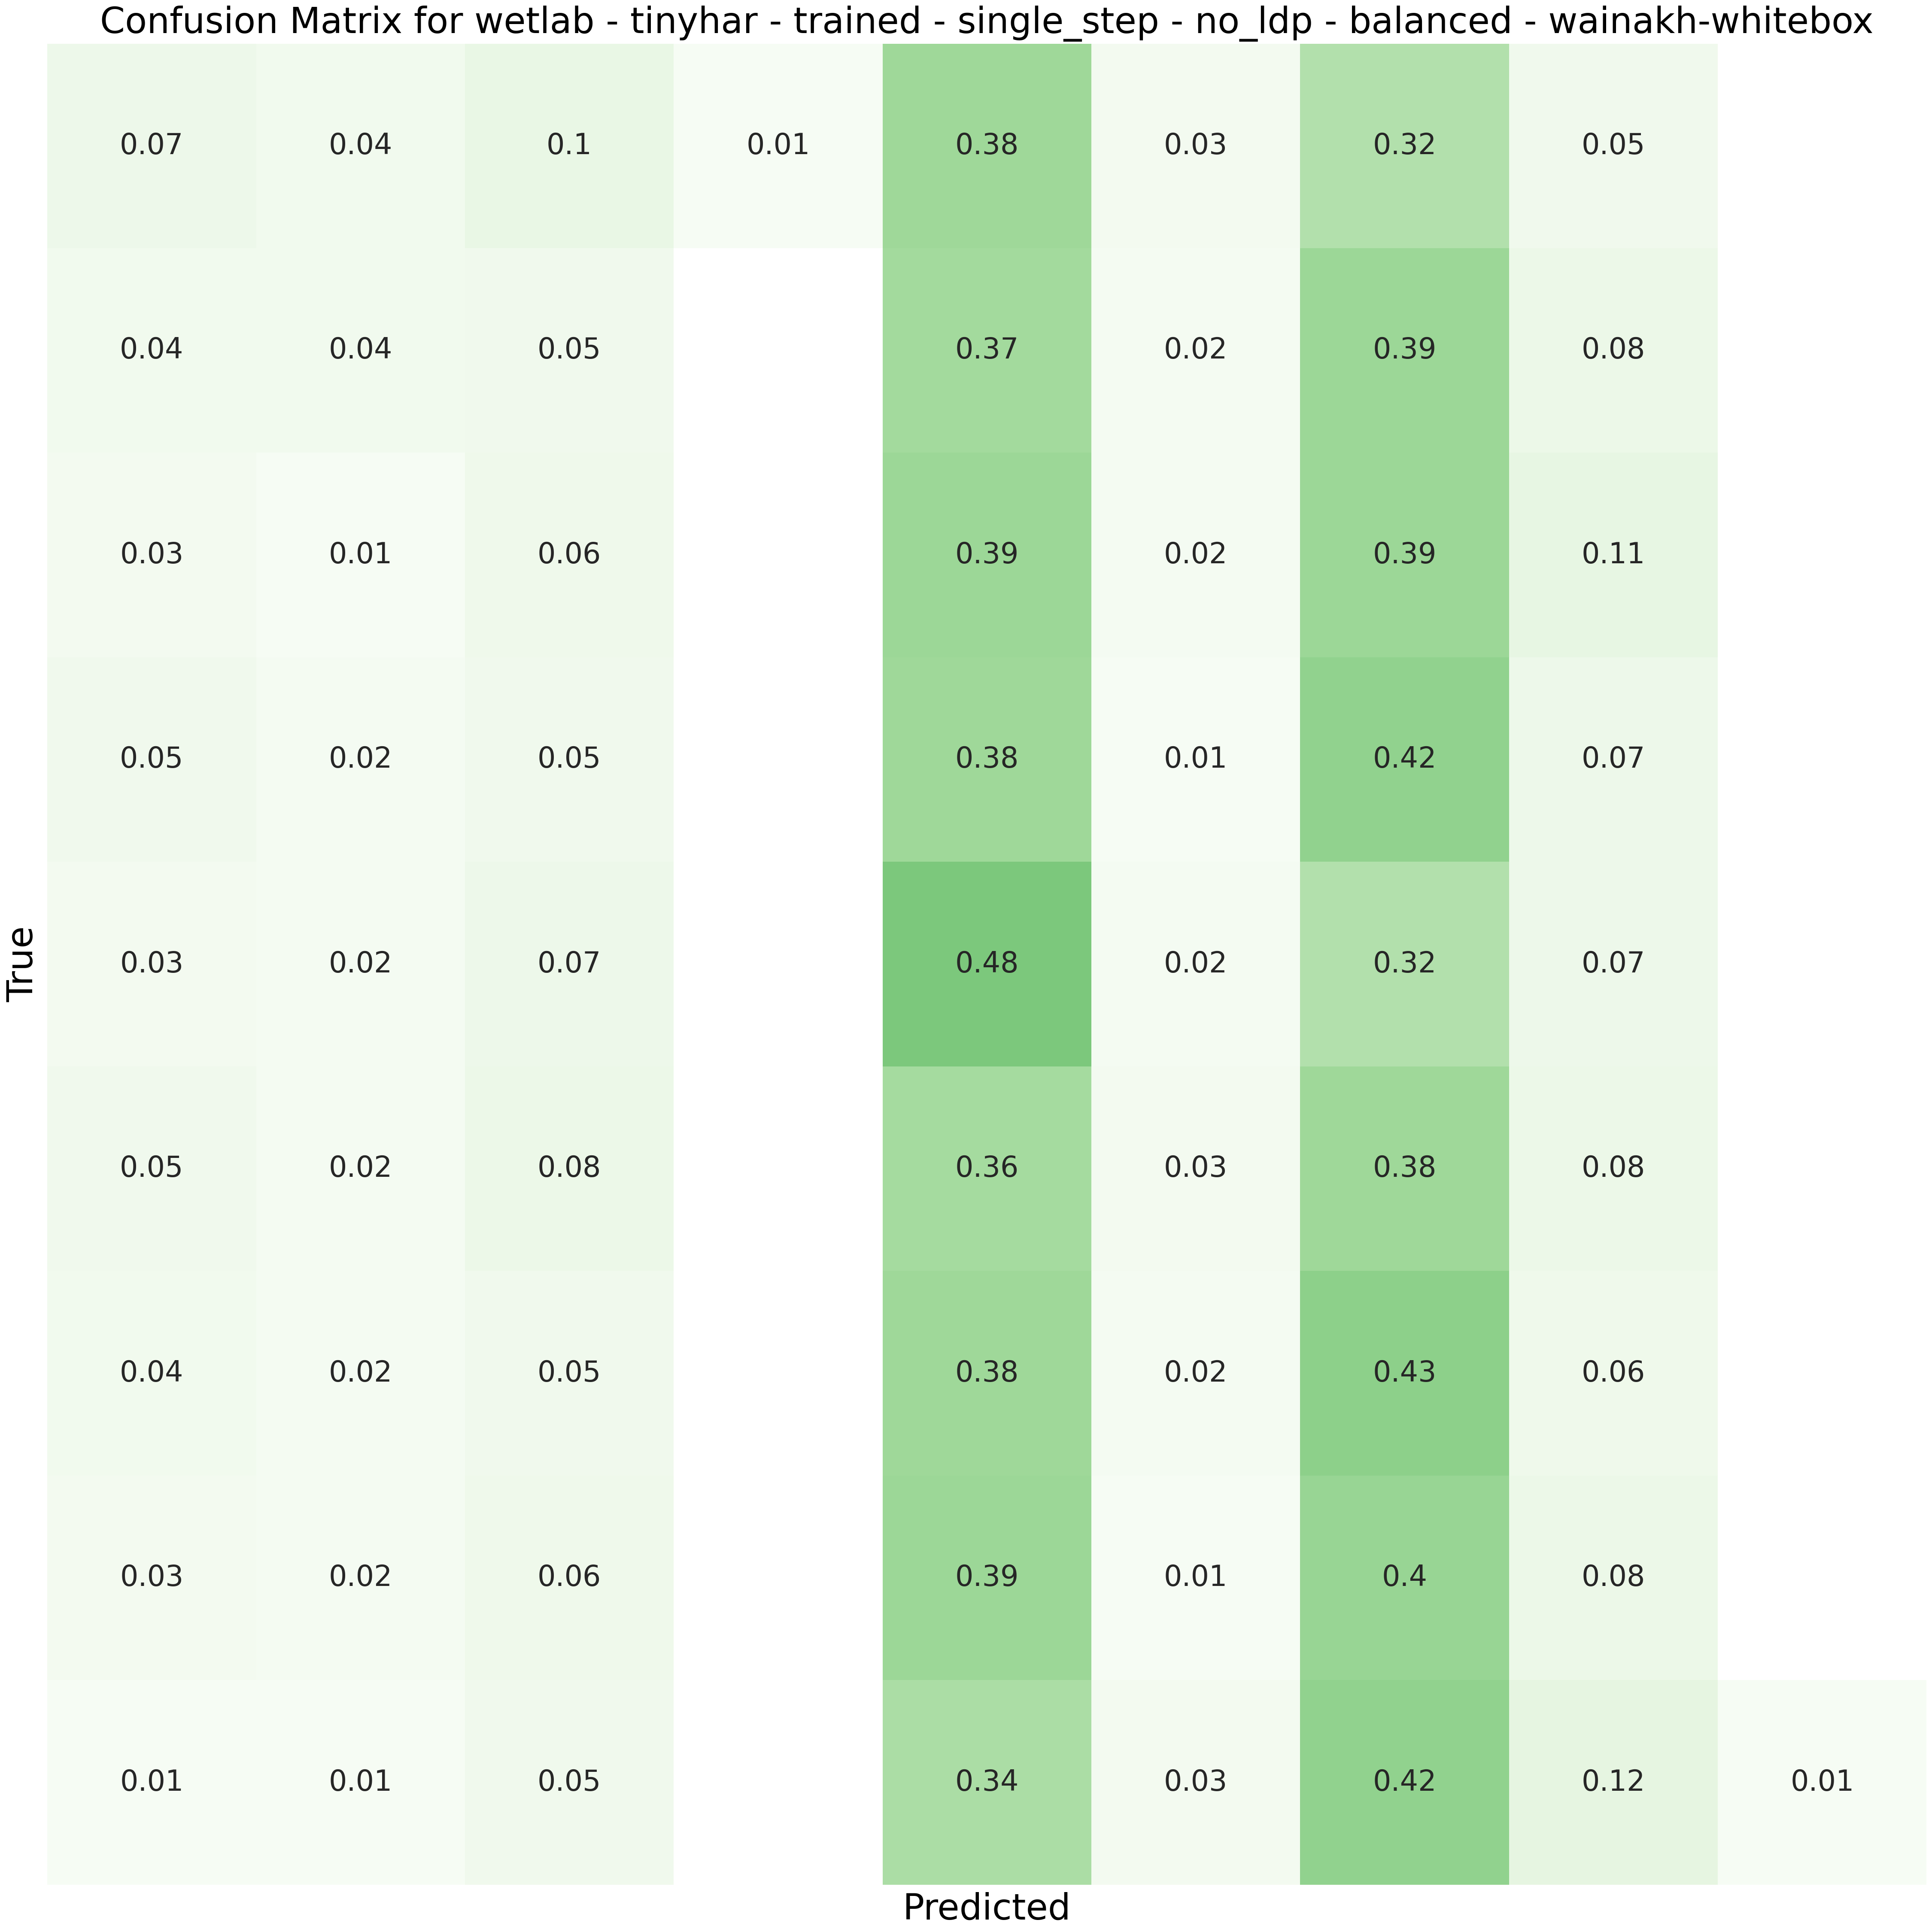 Confusion Matrix for wetlab - tinyhar - trained - single_step - no_ldp - balanced - wainakh-whitebox
0.07 0.04 0.1 0.01 0.38 0.03 0.32 0.05
0.04 0.04 0.05 0.37 0.02 0.39 0.08
0.03 0.01 0.06 0.39 0.02 0.39 0.11
0.05 0.02 0.05 0.38 0.01 0.42 0.07
True
0.03 0.02 0.07 0.48 0.02 0.32 0.07
0.05 0.02 0.08 0.36 0.03 0.38 0.08
0.04 0.02 0.05 0.38 0.02 0.43 0.06
0.03 0.02 0.06 0.39 0.01 0.4 0.08
0.01 0.01 0.05 0.34 0.03 0.42 0.12 0.01
Predicted